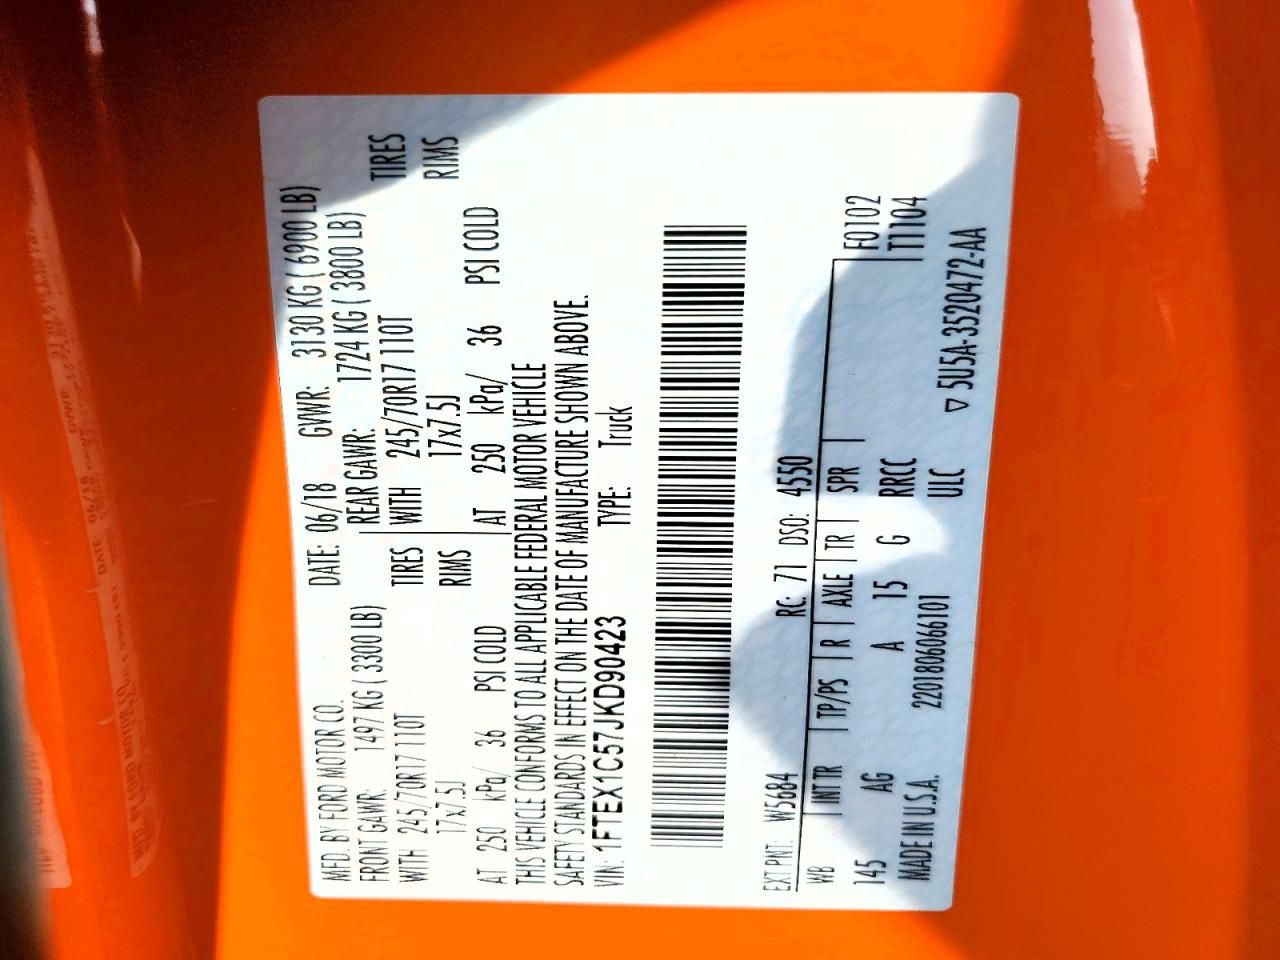 MFD. BY FORD MOTOR CO.
DATE: 06/18 GVWR: 3130 KG ( 6900 LB)
FRONT GAWR: 1497 KG ( 3300 LB)
REAR GAWR: 1724 KG ( 3800 LB)
WITH 245/70R17 110T TIRES
WITH 245/70R17 110T TIRES
17x7.5J RIMS
17x7.5J RIMS
AT 250 kPa/ 36 PSI COLD
AT 250 kPa/ 36 PSI COLD
THIS VEHICLE CONFORMS TO ALL APPLICABLE FEDERAL MOTOR VEHICLE
SAFETY STANDARDS IN EFFECT ON THE DATE OF MANUFACTURE SHOWN ABOVE.
VIN: 1FTEX1C57JKD90423 TYPE: Truck
EXT PNT: W5684 RC: 71 DSO: 4550
WB INT TR TP/PS R AXLE TR SPR F0102
145 AG A 15 G RRCC T1104
MADE IN U.S.A. 2201806066101 ULC
▽ 5U5A-3520472-AA